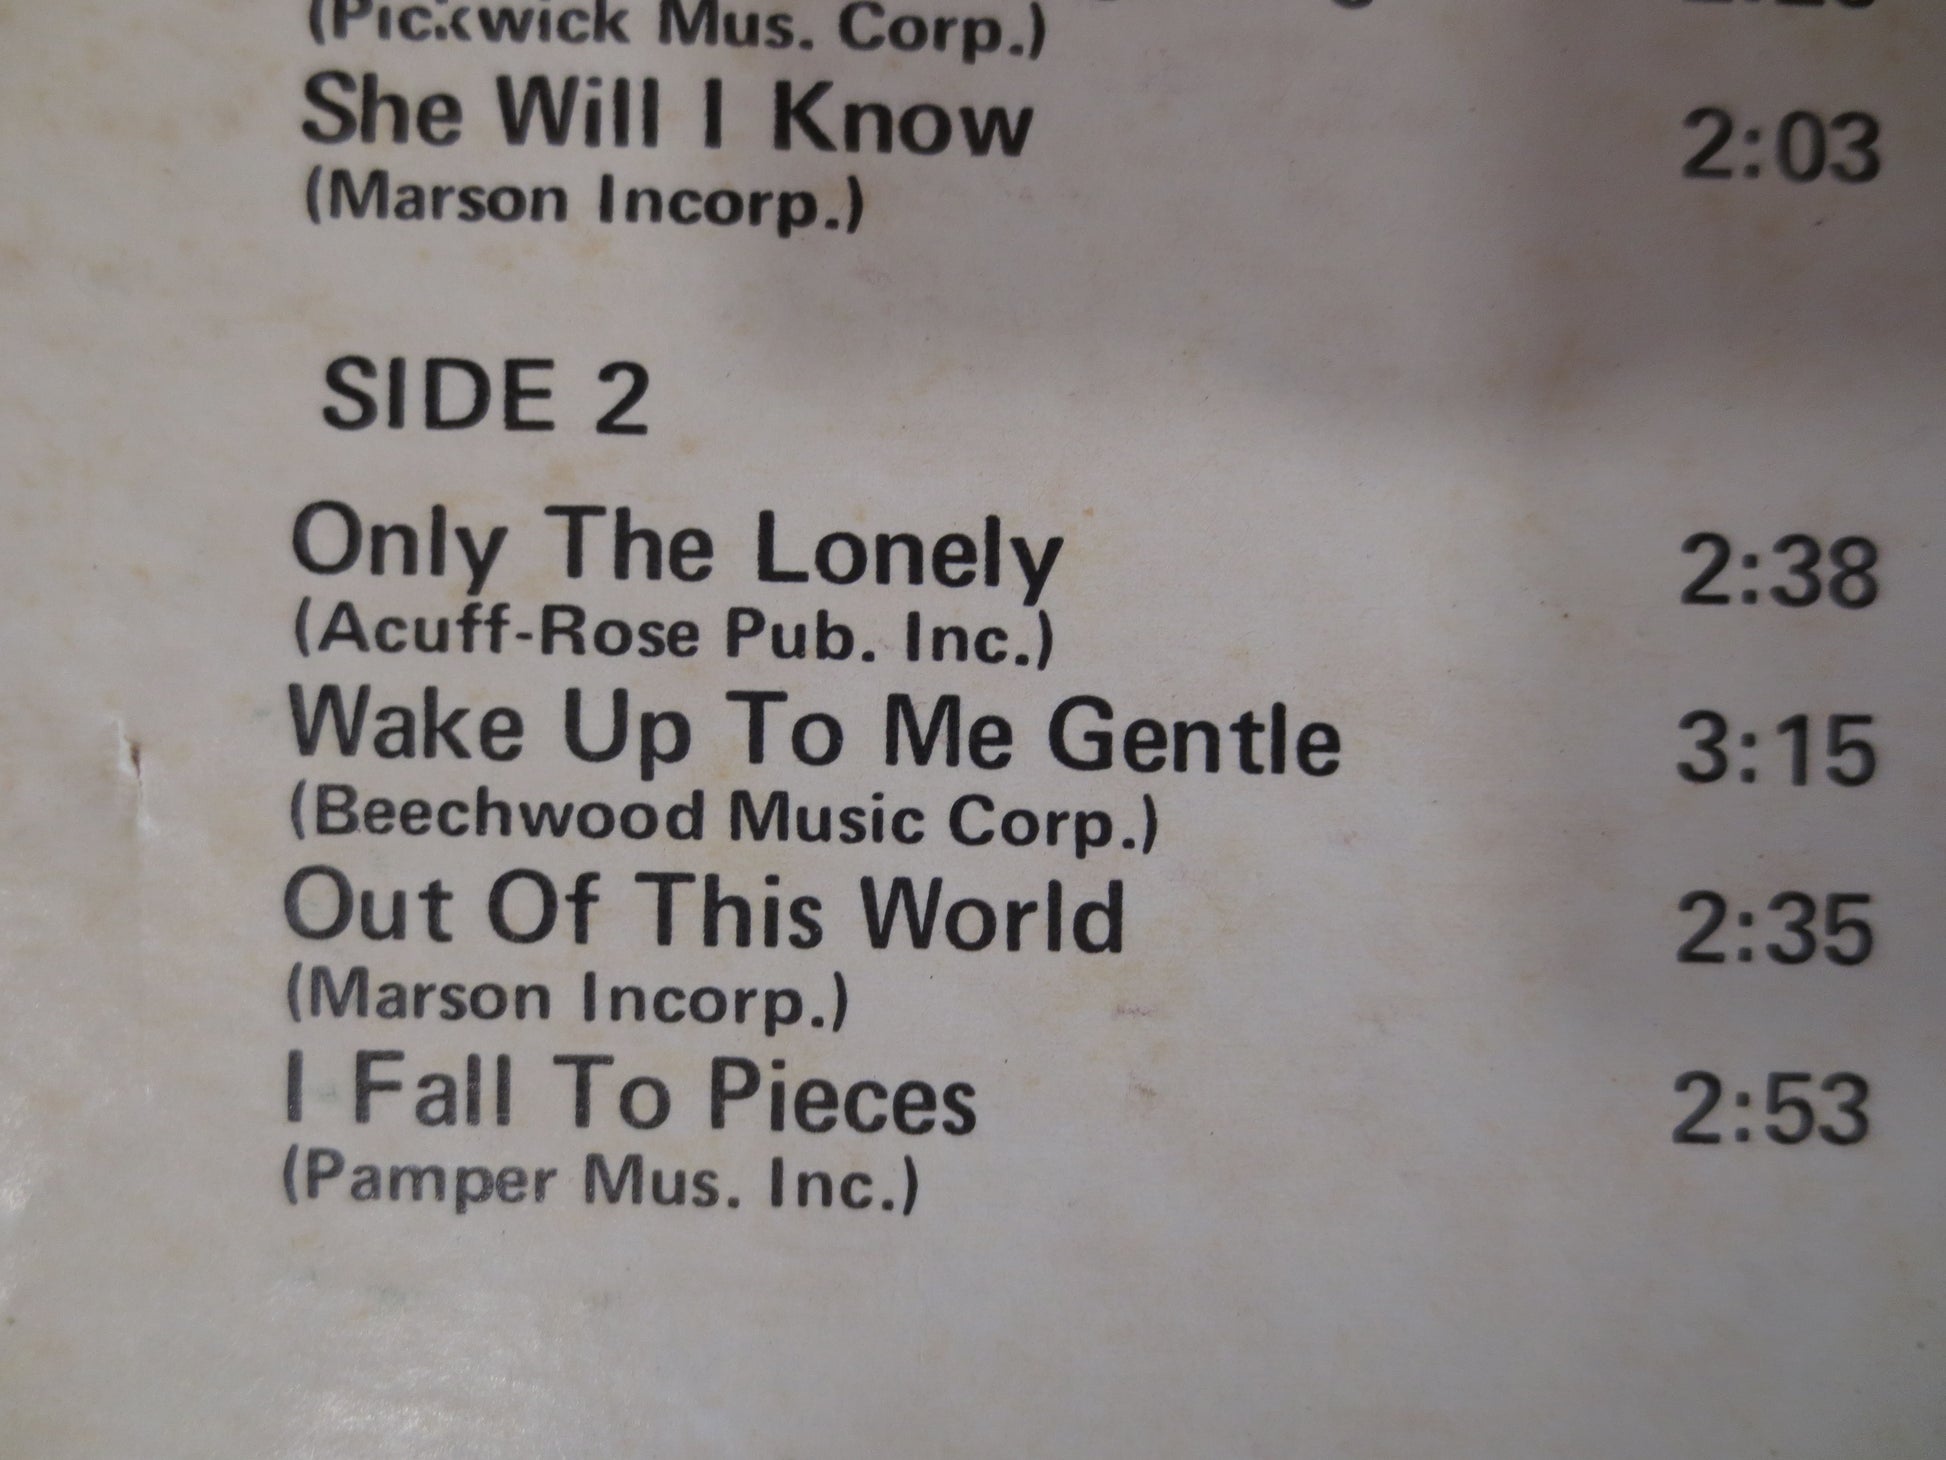 (Pickwick Mus. Corp.)
She Will I Know 2:03
(Marson Incorp.)
SIDE 2
Only The Lonely 2:38
(Acuff-Rose Pub. Inc.)
Wake Up To Me Gentle 3:15
(Beechwood Music Corp.)
Out Of This World 2:35
(Marson Incorp.)
I Fall To Pieces 2:53
(Pamper Mus. Inc.)